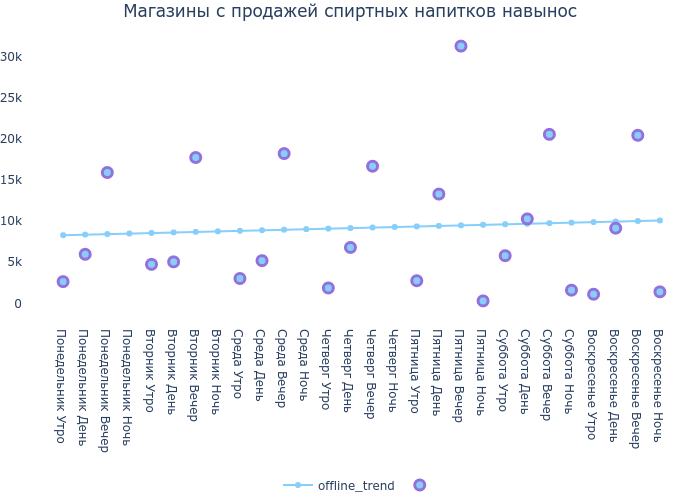 Магазины с продажей спиртных напитков навынос
30k
25k
20k
15k
10k
5k
0
Понедельник Утро
Понедельник День
Понедельник Вечер
Понедельник Ночь
Вторник Утро
Вторник День
Вторник Вечер
Вторник Ночь
Среда Утро
Среда День
Среда Вечер
Среда Ночь
Четверг Утро
Четверг День
Четверг Вечер
Четверг Ночь
Пятница Утро
Пятница День
Пятница Вечер
Пятница Ночь
Суббота Утро
Суббота День
Суббота Вечер
Суббота Ночь
Воскресенье Утро
Воскресенье День
Воскресенье Вечер
Воскресенье Ночь
offline_trend